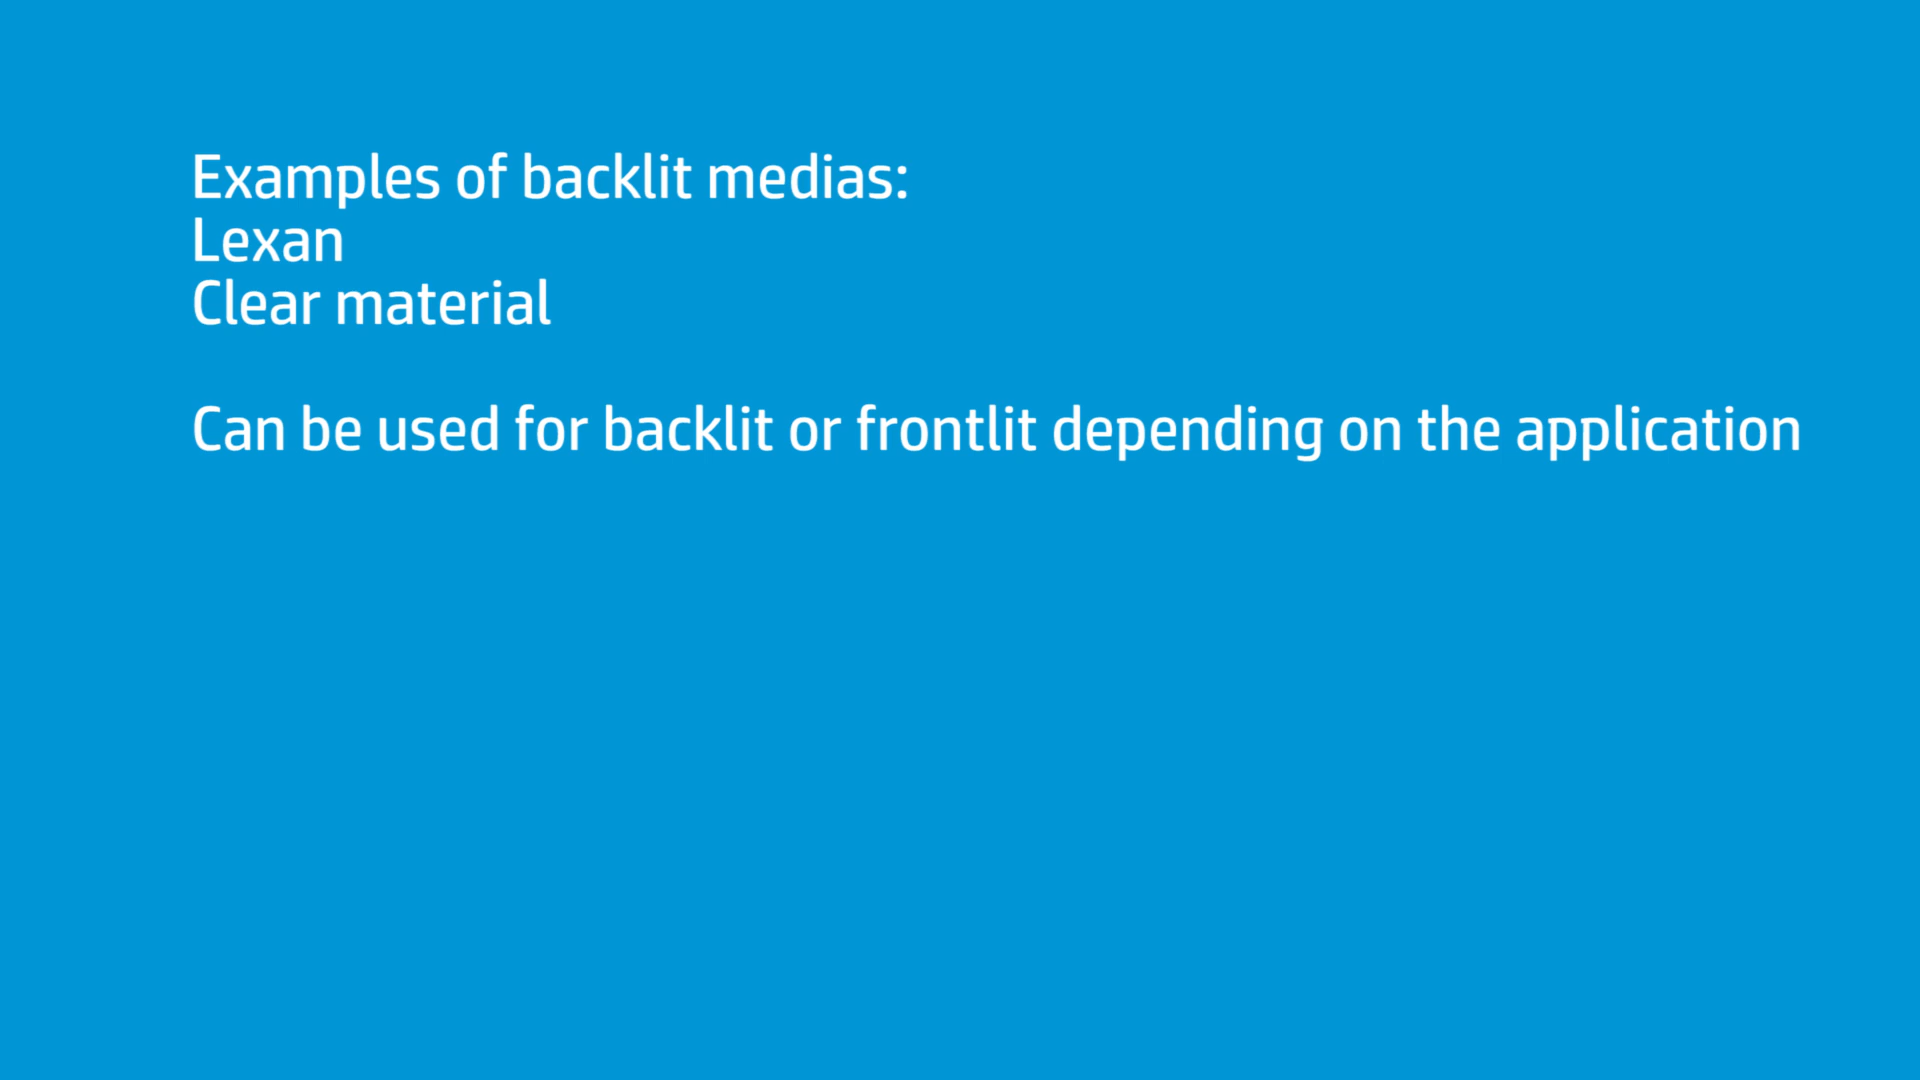 Examples of backlit medias:
Lexan
Clear material
Can be used for backlit or frontlit depending on the application